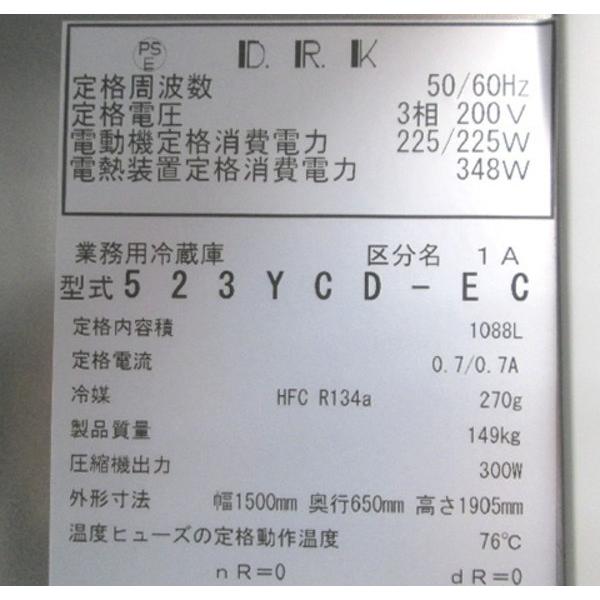 PS E D. R. K
定格周波数 50/60Hz
定格電圧 3相 200V
電動機定格消費電力 225/225W
電熱装置定格消費電力 348W
業務用冷蔵庫 区分名 1A
型式 523YCD-EC
定格内容積 1088L
定格電流 0.7/0.7A
冷媒 HFC R134a 270g
製品質量 149kg
圧縮機出力 300W
外形寸法 幅1500mm 奥行650mm 高さ1905mm
温度ヒューズの定格動作温度 76℃
nR=0 dR=0